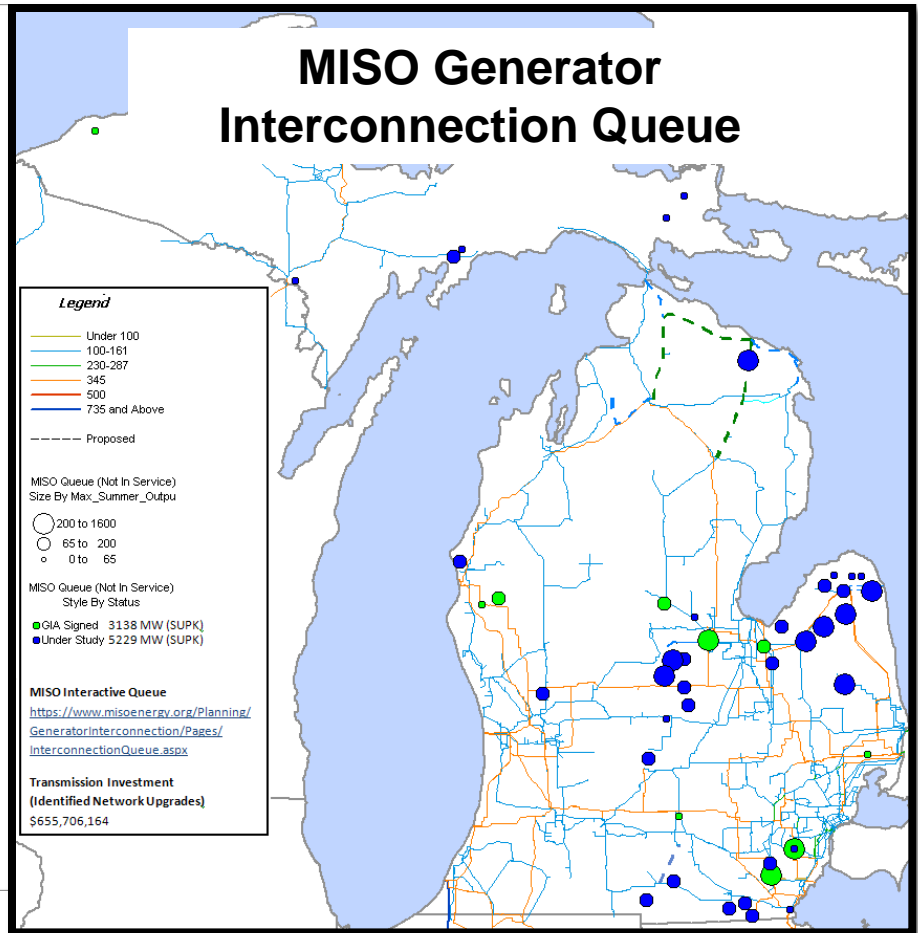 MISO Generator
Interconnection Queue
Legend
Under 100
100-161
230-287
345
500
735 and Above
Proposed
MISO Queue (Not In Service)
Size By Max_Summer_Outpu
200 to 1600
65 to 200
0 to 65
MISO Queue (Not In Service)
Style By Status
GIA Signed 3138 MW (SUPK)
Under Study 5229 MW (SUPK)
MISO Interactive Queue
https://www.misoenergy.org/Planning/
GeneratorInterconnection/Pages/
InterconnectionQueue.aspx
Transmission Investment
(Identified Network Upgrades)
$655,706,164